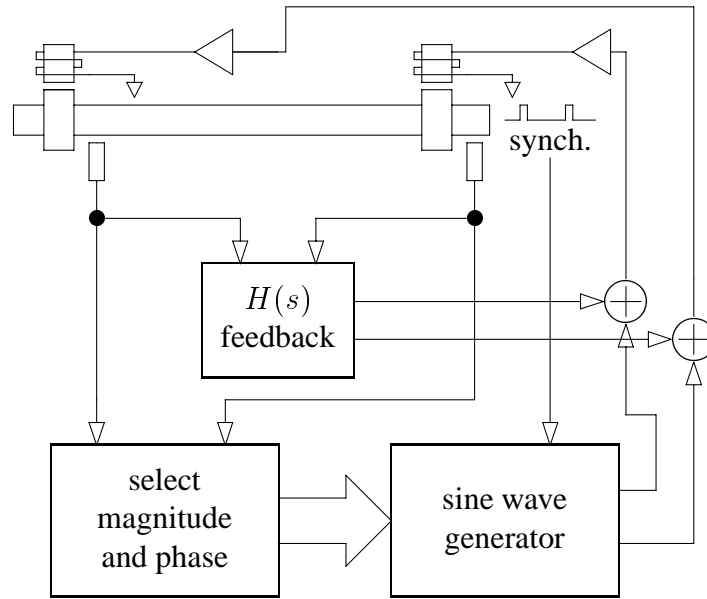 synch.
H(s)
feedback
select
magnitude
and phase
sine wave
generator